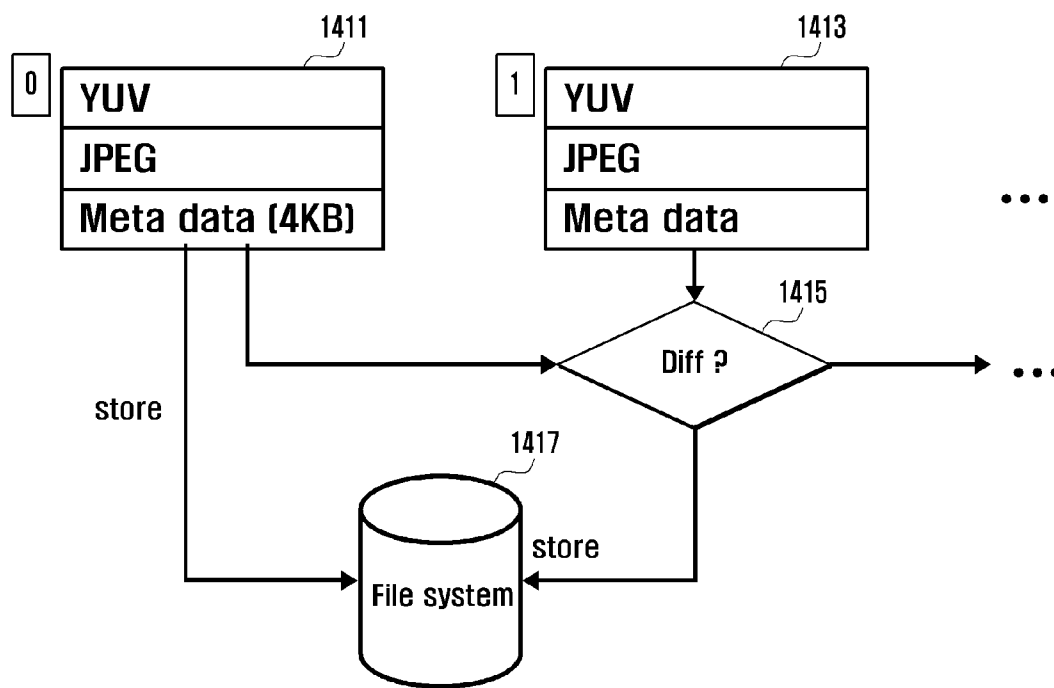 1411
1413
0
YUV
JPEG
Meta data (4KB)
1
YUV
JPEG
Meta data
...
1415
Diff ?
...
store
1417
store
File system